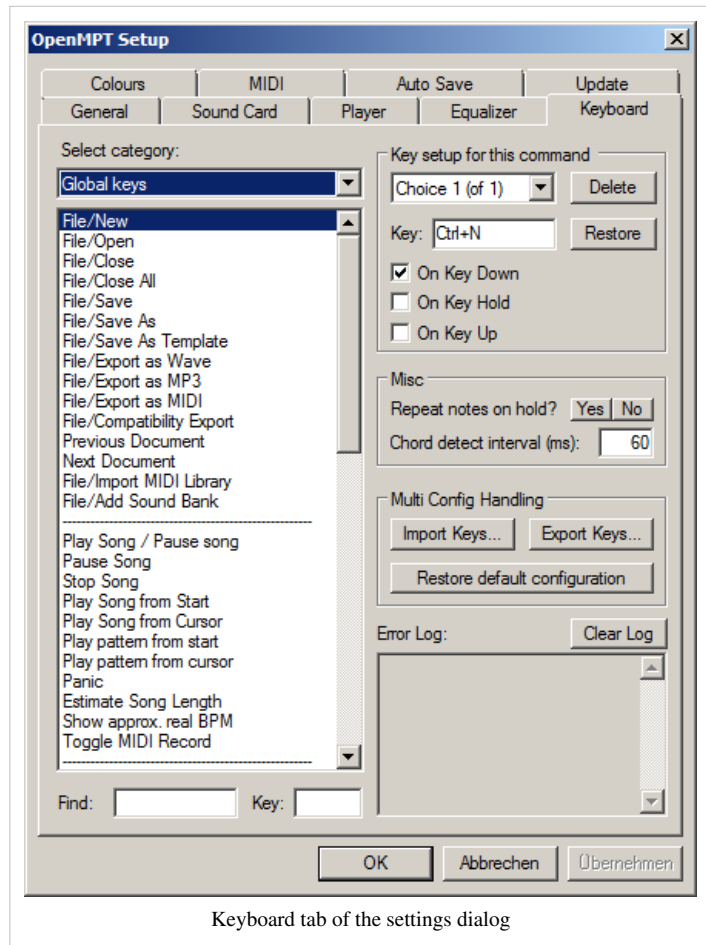 OpenMPT Setup
Colours MIDI Auto Save Update
General Sound Card Player Equalizer Keyboard
Select category:
Global keys
File/New
File/Open
File/Close
File/Close All
File/Save
File/Save As
File/Save As Template
File/Export as Wave
File/Export as MP3
File/Export as MIDI
File/Compatibility Export
Previous Document
Next Document
File/Import MIDI Library
File/Add Sound Bank
------------------------------------------------------
Play Song / Pause song
Pause Song
Stop Song
Play Song from Start
Play Song from Cursor
Play pattern from start
Play pattern from cursor
Panic
Estimate Song Length
Show approx. real BPM
Toggle MIDI Record
------------------------------------------------------
Find:
Key:
Key setup for this command
Choice 1 (of 1) Delete
Key: Ctrl+N Restore
On Key Down
On Key Hold
On Key Up
Misc
Repeat notes on hold? Yes No
Chord detect interval (ms): 60
Multi Config Handling
Import Keys... Export Keys...
Restore default configuration
Error Log: Clear Log
OK Abbrechen Übernehmen
Keyboard tab of the settings dialog